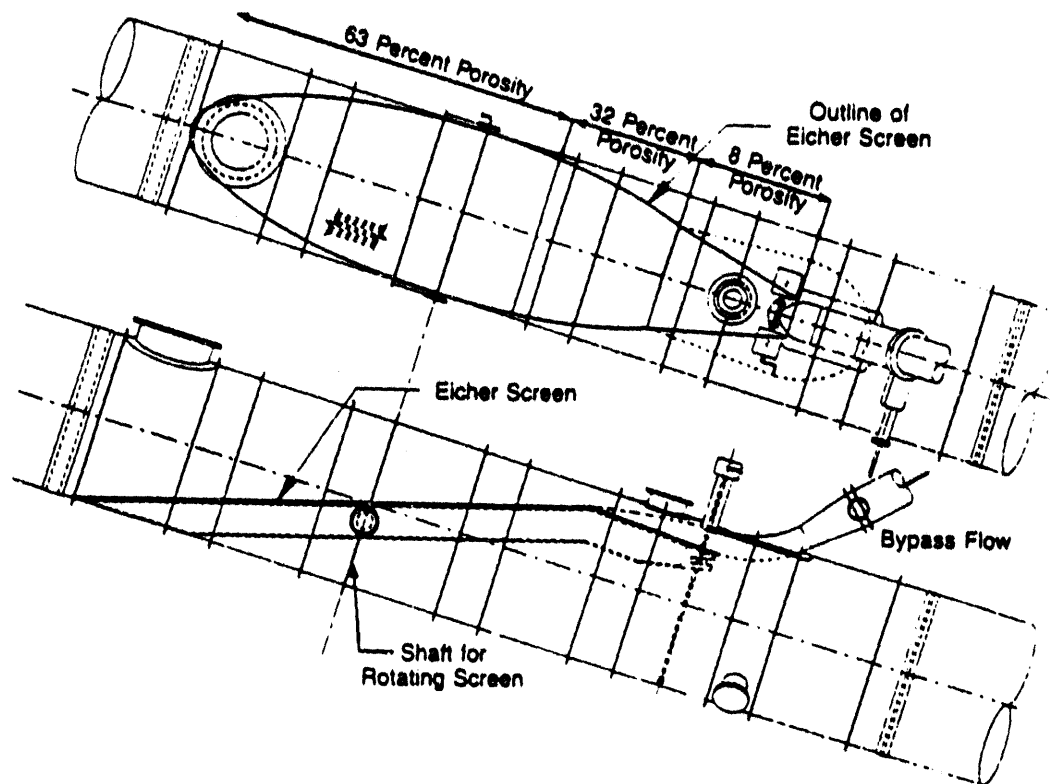 63 Percent Porosity
32 Percent
Porosity
8 Percent
Porosity
Outline of
Eicher Screen
Eicher Screen
Bypass Flow
Shaft for
Rotating Screen